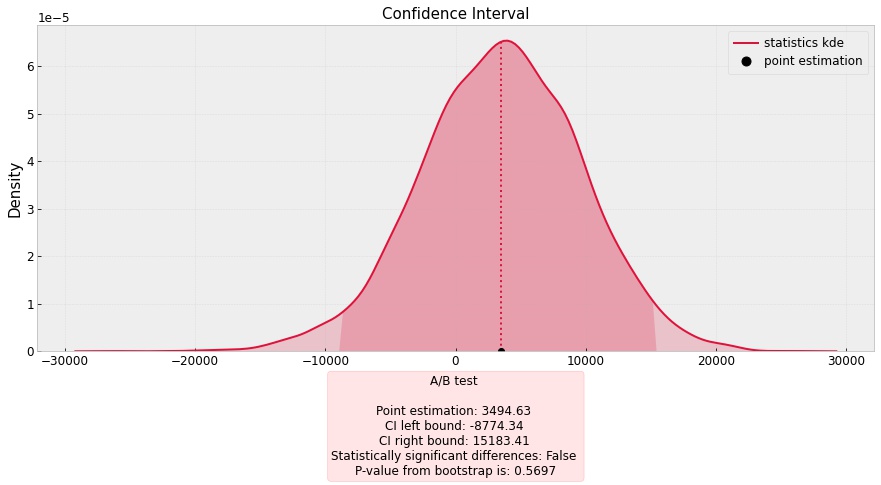 Confidence Interval
1e−5
statistics kde
point estimation
Density
6
5
4
3
2
1
0
−30000 −20000 −10000 0 10000 20000 30000
A/B test
Point estimation: 3494.63
CI left bound: -8774.34
CI right bound: 15183.41
Statistically significant differences: False
P-value from bootstrap is: 0.5697